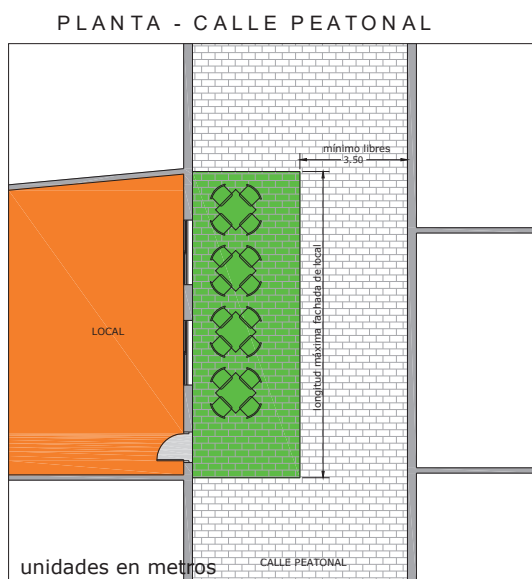 PLANTA - CALLE PEATONAL
mínimo libres
3,50
longitud máxima fachada de local
LOCAL
CALLE PEATONAL
unidades en metros